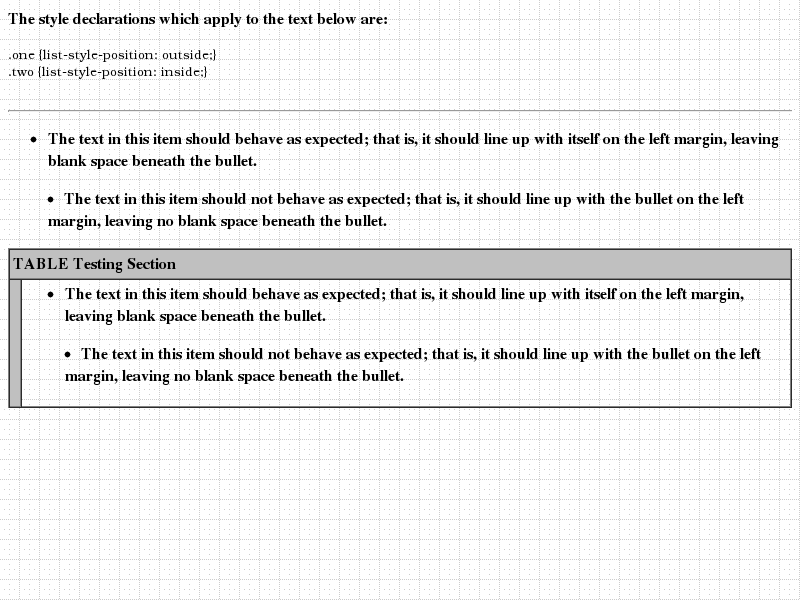 The style declarations which apply to the text below are:
.one {list-style-position: outside;}
.two {list-style-position: inside;}
• The text in this item should behave as expected; that is, it should line up with itself on the left margin, leaving
blank space beneath the bullet.
• The text in this item should not behave as expected; that is, it should line up with the bullet on the left
margin, leaving no blank space beneath the bullet.
TABLE Testing Section
• The text in this item should behave as expected; that is, it should line up with itself on the left margin,
leaving blank space beneath the bullet.
• The text in this item should not behave as expected; that is, it should line up with the bullet on the left
margin, leaving no blank space beneath the bullet.